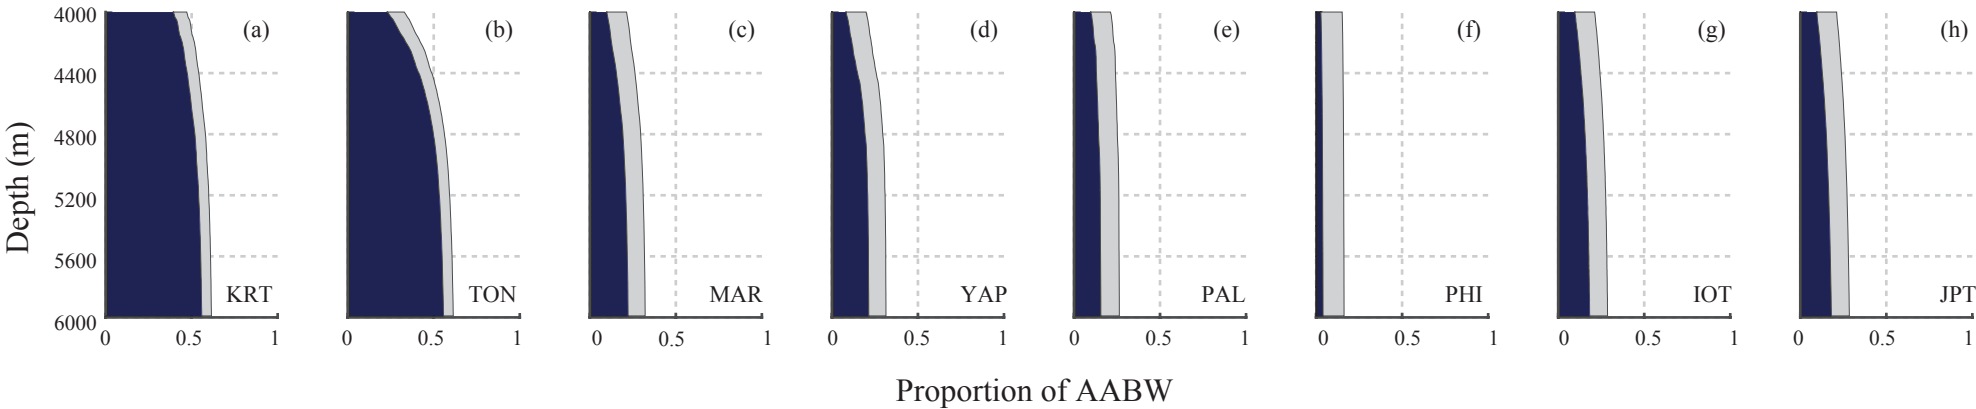 4000
4400
4800
5200
5600
6000
Depth (m)
(a)
KRT
0 0.5 1
(b)
TON
0 0.5 1
(c)
MAR
0 0.5 1
(d)
YAP
0 0.5 1
(e)
PAL
0 0.5 1
(f)
PHI
0 0.5 1
(g)
IOT
0 0.5 1
(h)
JPT
0 0.5 1
Proportion of AABW